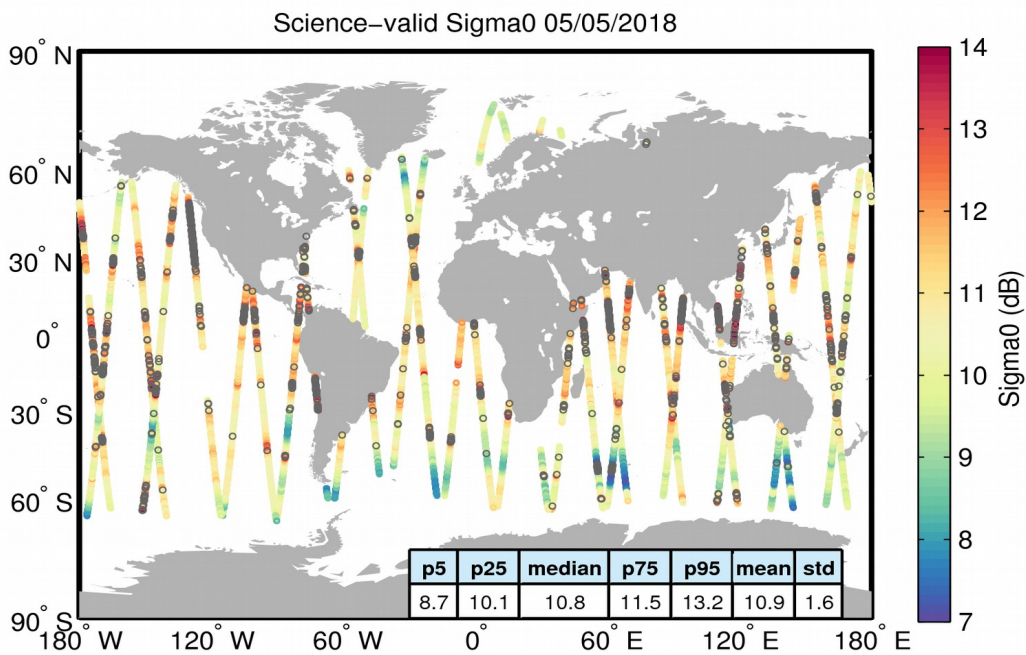 Science−valid Sigma0 05/05/2018
90° N
60° N
30° N
0°
30° S
60° S
90° S
180° W
120° W
60° W
0°
60° E
120° E
180° E
p5 p25 median p75 p95 mean std
8.7 10.1 10.8 11.5 13.2 10.9 1.6
14
13
12
11
10
9
8
7
Sigma0 (dB)